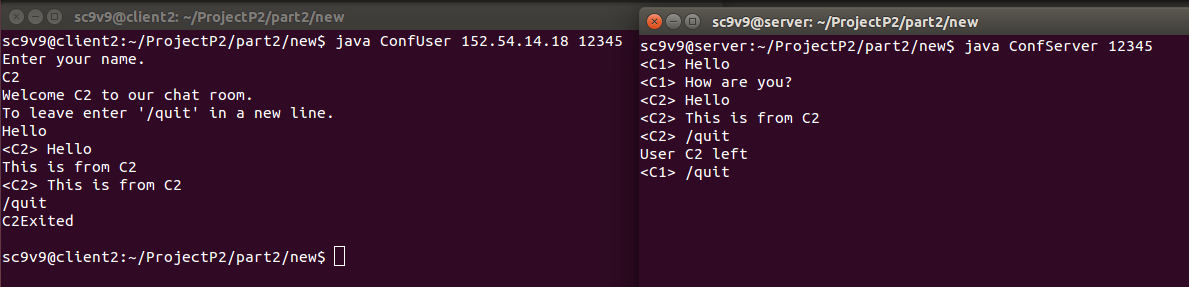 sc9v9@client2: ~/ProjectP2/part2/new
sc9v9@client2:~/ProjectP2/part2/new$ java ConfUser 152.54.14.18 12345
Enter your name.
C2
Welcome C2 to our chat room.
To leave enter '/quit' in a new line.
Hello
<C2> Hello
This is from C2
<C2> This is from C2
/quit
C2Exited
sc9v9@client2:~/ProjectP2/part2/new$
sc9v9@server: ~/ProjectP2/part2/new
sc9v9@server:~/ProjectP2/part2/new$ java ConfServer 12345
<C1> Hello
<C1> How are you?
<C2> Hello
<C2> This is from C2
<C2> /quit
User C2 left
<C1> /quit